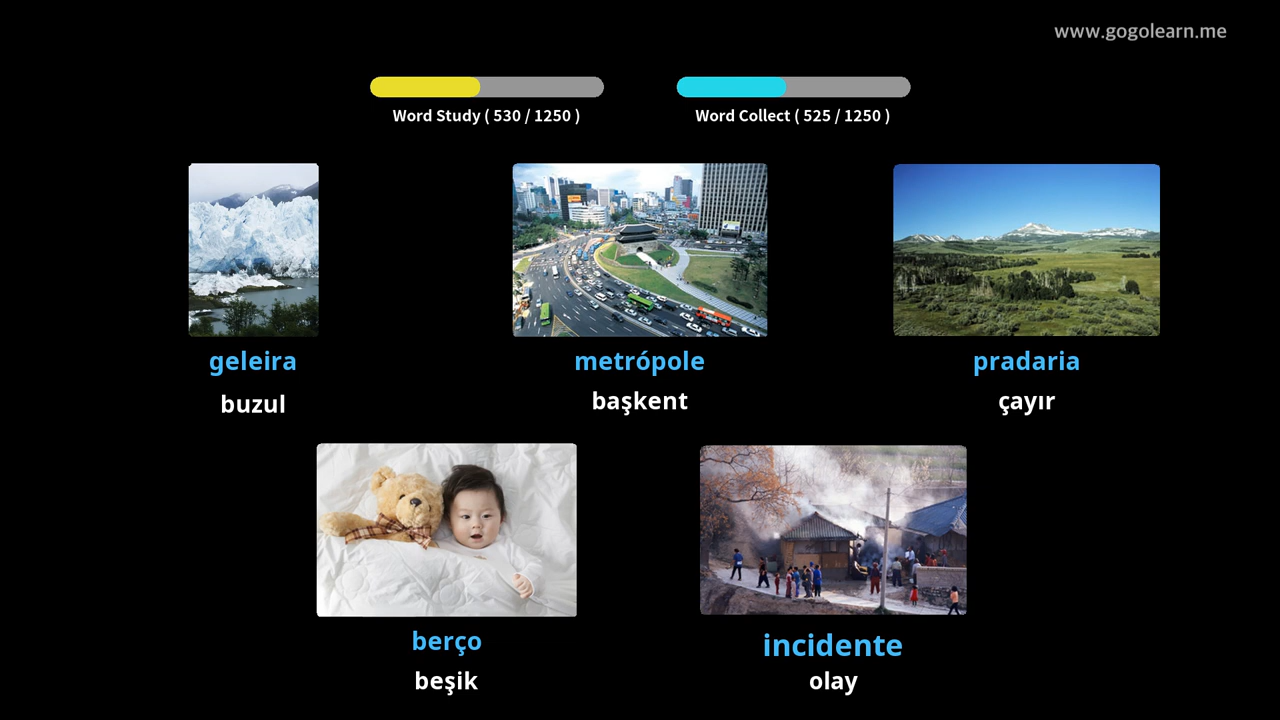 www.gogolearn.me
Word Study ( 530 / 1250 )
Word Collect ( 525 / 1250 )
geleira
buzul
metrópole
başkent
pradaria
çayır
berço
beşik
incidente
olay